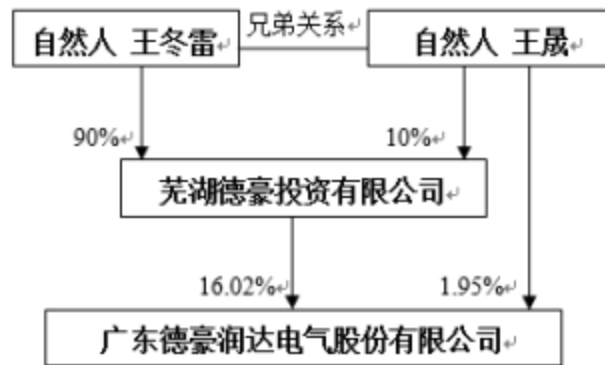 自然人 王冬雷
兄弟关系
自然人 王晟
90%
10%
芜湖德豪投资有限公司
16.02%
1.95%
广东德豪润达电气股份有限公司